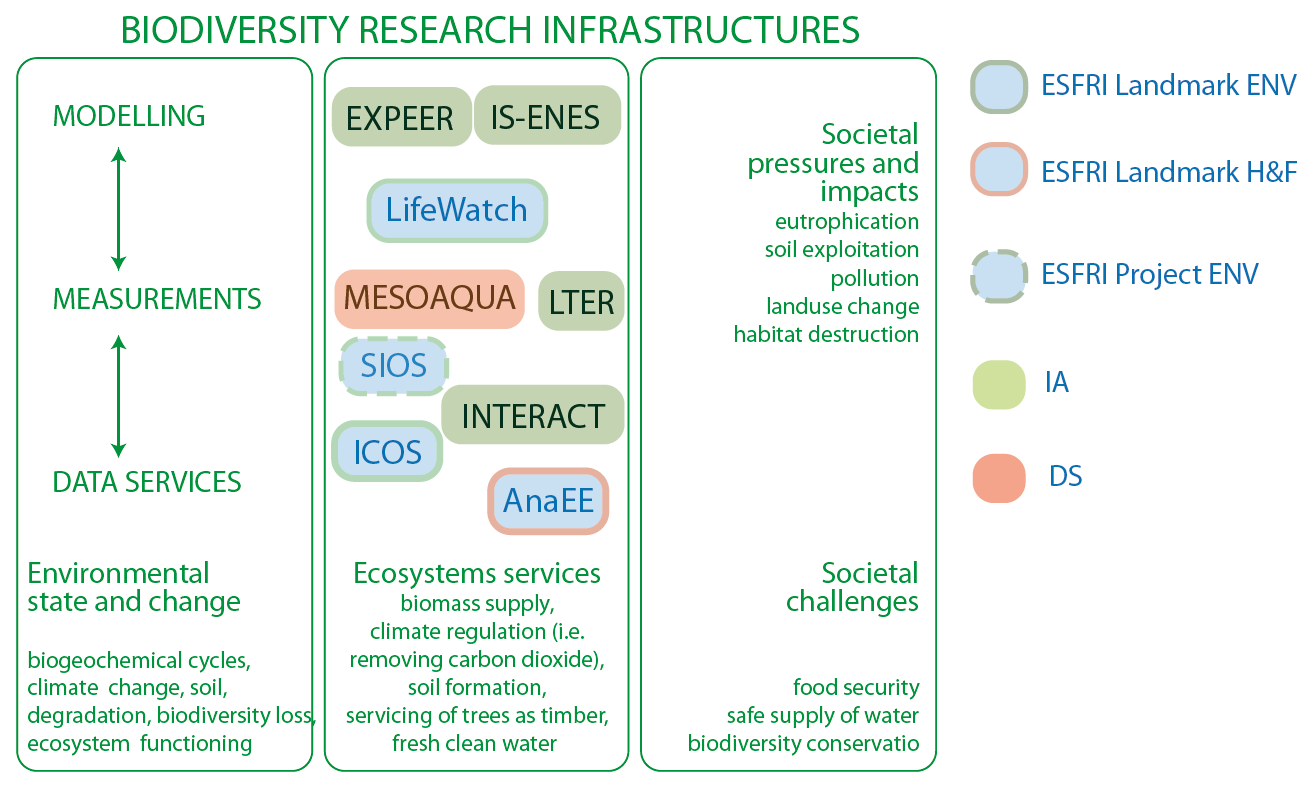 BIODIVERSITY RESEARCH INFRASTRUCTURES
MODELLING
MEASUREMENTS
DATA SERVICES
Environmental
state and change
biogeochemical cycles,
climate change, soil,
degradation, biodiversity loss,
ecosystem functioning
EXPEER
IS-ENES
LifeWatch
MESOAQUA
LTER
SIOS
INTERACT
ICOS
AnaEE
Ecosystems services
biomass supply,
climate regulation (i.e.
removing carbon dioxide),
soil formation,
servicing of trees as timber,
fresh clean water
Societal
pressures and
impacts
eutrophication
soil exploitation
pollution
landuse change
habitat destruction
Societal
challenges
food security
safe supply of water
biodiversity conservatio
ESFRI Landmark ENV
ESFRI Landmark H&F
ESFRI Project ENV
IA
DS